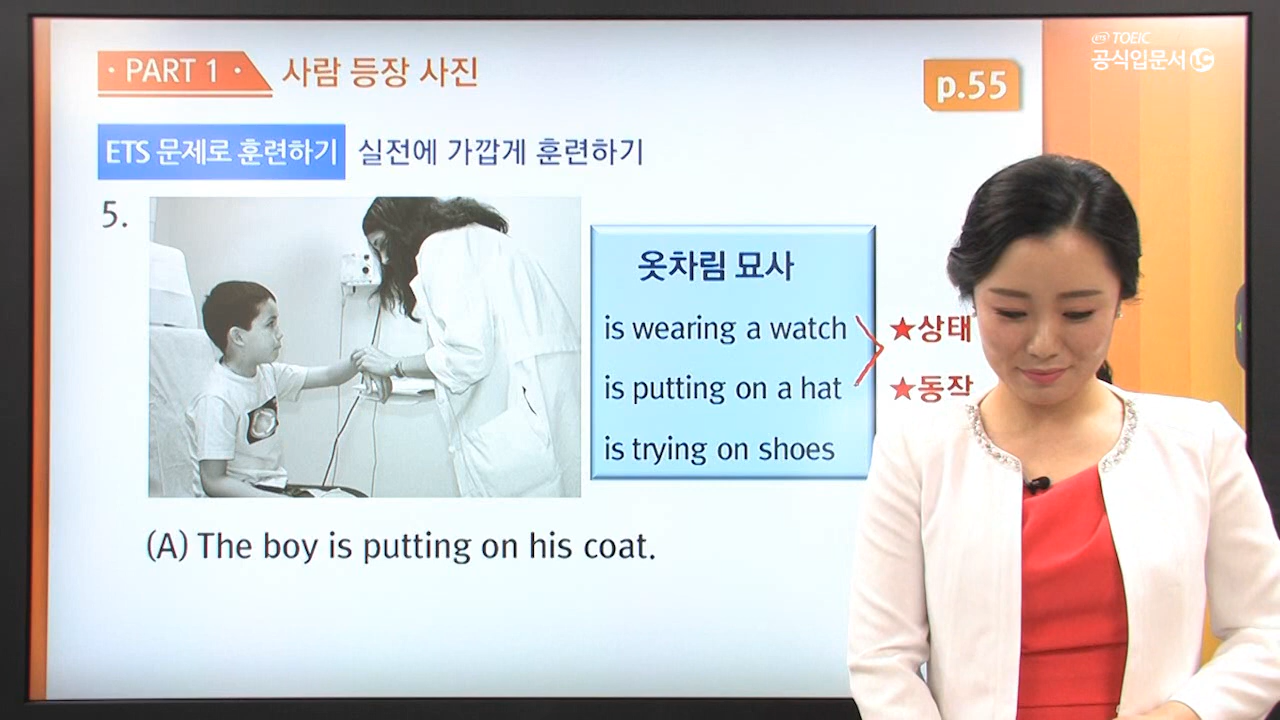 · PART 1 · 사람 등장 사진
ETS TOEIC
공식입문서 LC
p.55
ETS 문제로 훈련하기 실전에 가깝게 훈련하기
5.
옷차림 묘사
is wearing a watch ★상태
is putting on a hat ★동작
is trying on shoes
(A) The boy is putting on his coat.